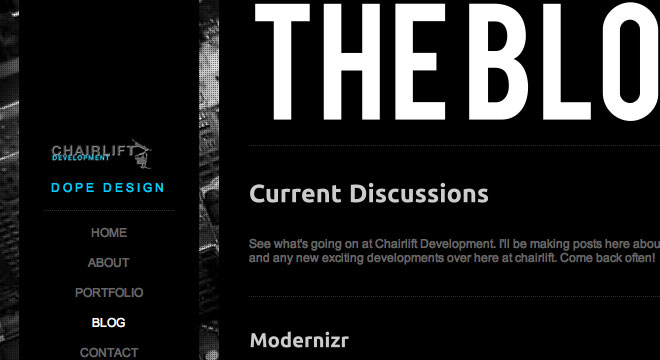 THE BLO
CHAIRLIFT
DEVELOPMENT
DOPE DESIGN
HOME
ABOUT
PORTFOLIO
BLOG
CONTACT
Current Discussions
See what's going on at Chairlift Development. I'll be making posts here abou
and any new exciting developments over here at chairlift. Come back often!
Modernizr